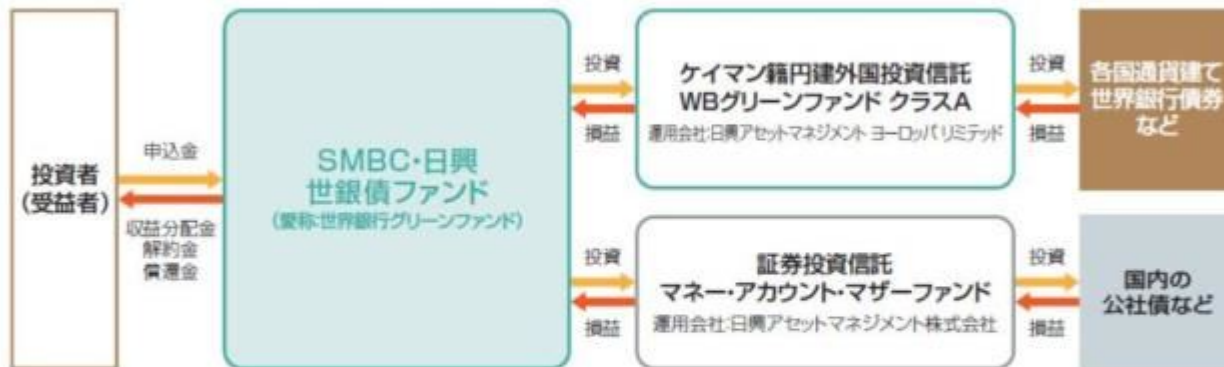 投資者
(受益者)
申込金
収益分配金
解約金
償還金
SMBC・日興
世銀債ファンド
(愛称:世界銀行グリーンファンド)
投資
損益
ケイマン籍円建外国投資信託
WBグリーンファンド クラスA
運用会社:日興アセットマネジメント ヨーロッパ リミテッド
投資
損益
各国通貨建て
世界銀行債券
など
投資
損益
証券投資信託
マネー・アカウント・マザーファンド
運用会社:日興アセットマネジメント株式会社
投資
損益
国内の
公社債など